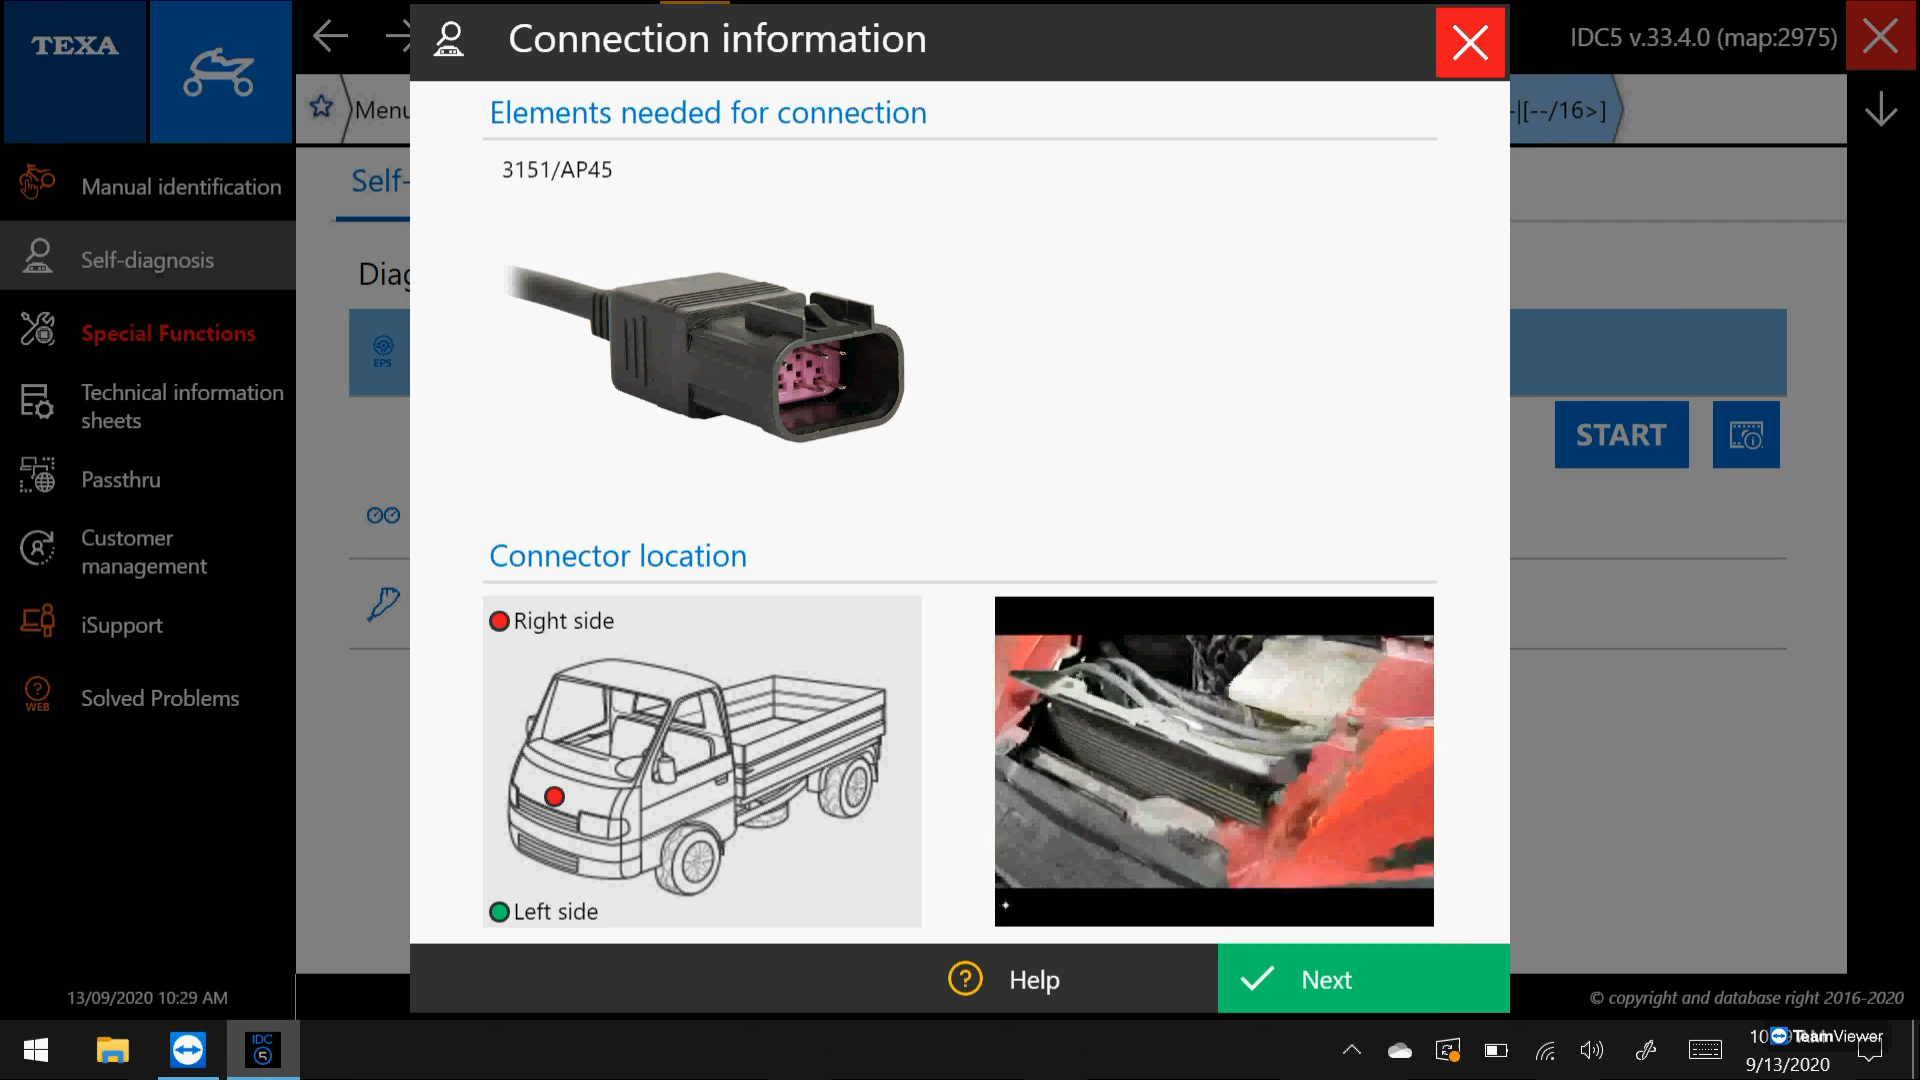 TEXA
Connection information
IDC5 v.33.4.0 (map:2975)
Menu
-|[--/16>]
Elements needed for connection
3151/AP45
Manual identification
Self-
Self-diagnosis
Diag
EPS
Special Functions
Technical information
sheets
START
Passthru
Customer
management
Connector location
Right side
iSupport
WEB
Solved Problems
Left side
Help
Next
13/09/2020 10:29 AM
© copyright and database right 2016-2020
IDC
5
TeamViewer
9/13/2020